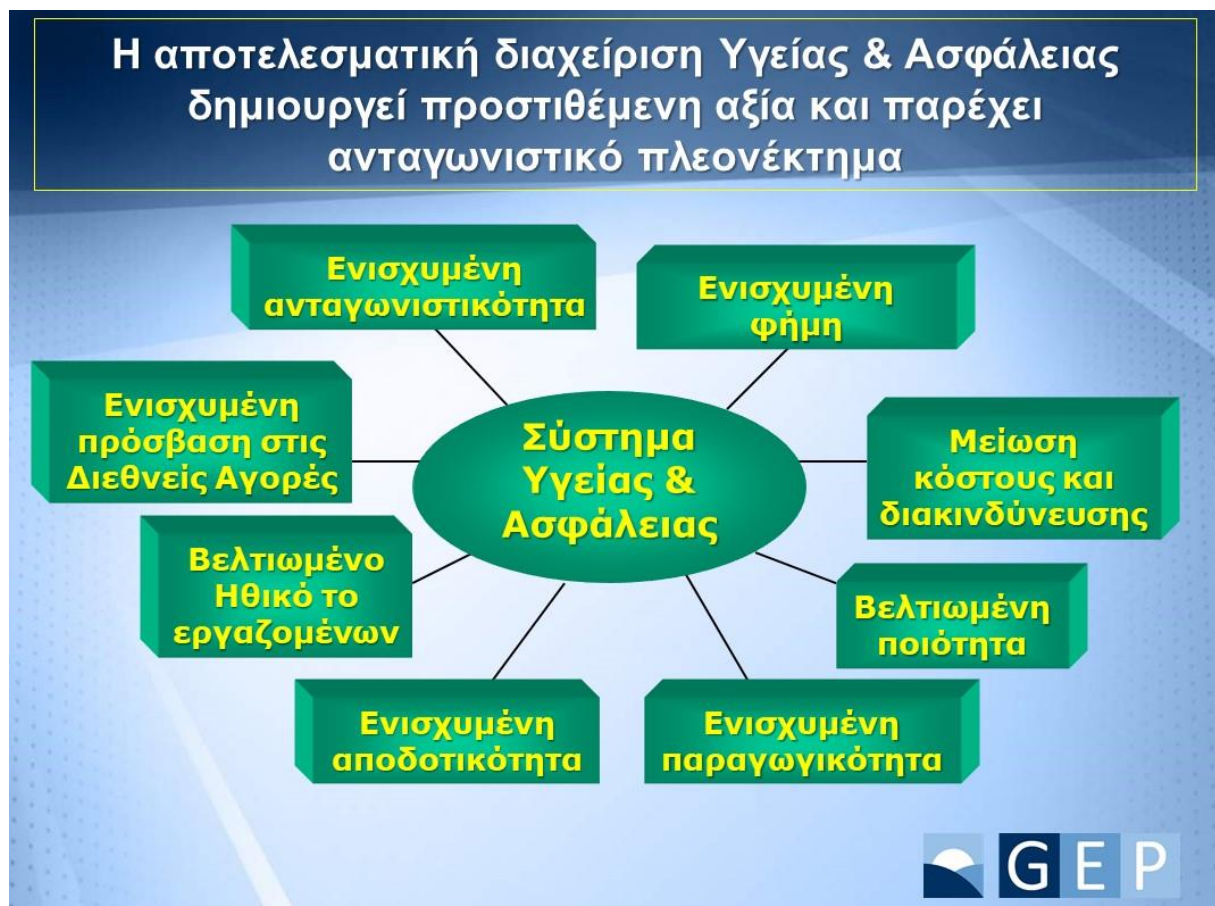 Η αποτελεσματική διαχείριση Υγείας & Ασφάλειας
δημιουργεί προστιθέμενη αξία και παρέχει
ανταγωνιστικό πλεονέκτημα
Ενισχυμένη
ανταγωνιστικότητα
Ενισχυμένη
φήμη
Ενισχυμένη
πρόσβαση στις
Διεθνείς Αγορές
Σύστημα
Υγείας &
Ασφάλειας
Μείωση
κόστους και
διακινδύνευσης
Βελτιωμένο
Ηθικό το
εργαζομένων
Βελτιωμένη
ποιότητα
Ενισχυμένη
αποδοτικότητα
Ενισχυμένη
παραγωγικότητα
GEP